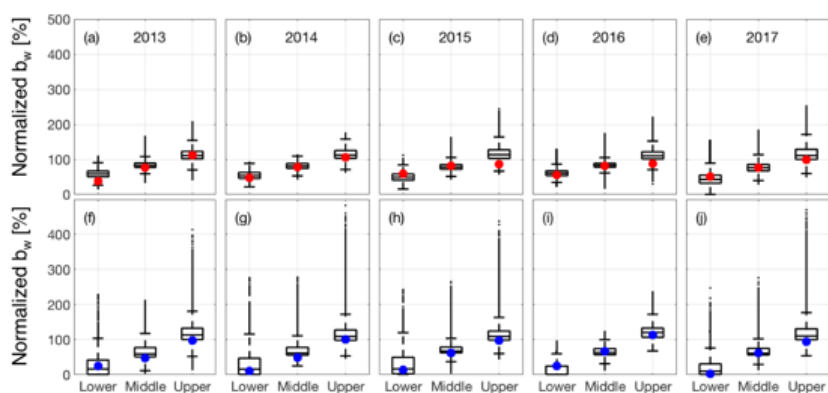 Normalized b_w [%]
500
400
300
200
100
0
(a) 2013
(b) 2014
(c) 2015
(d) 2016
(e) 2017
Normalized b_w [%]
400
300
200
100
0
(f)
(g)
(h)
(i)
(j)
Lower Middle Upper
Lower Middle Upper
Lower Middle Upper
Lower Middle Upper
Lower Middle Upper